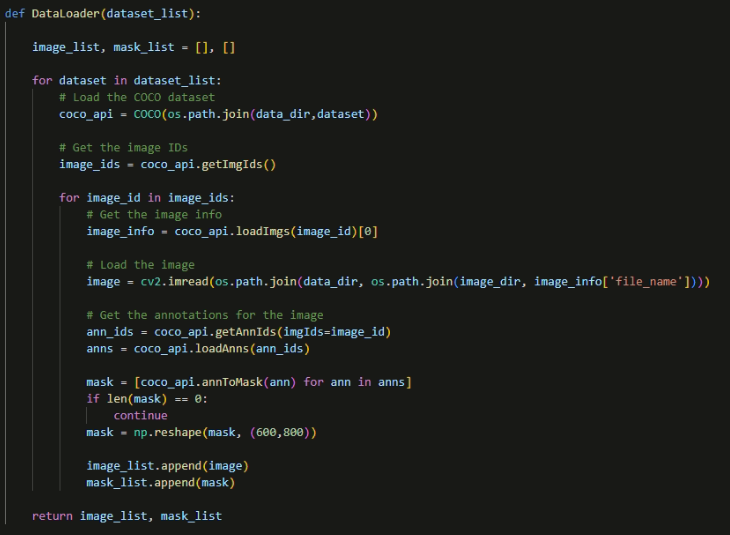 def DataLoader(dataset_list):
image_list, mask_list = [], []
for dataset in dataset_list:
# Load the COCO dataset
coco_api = COCO(os.path.join(data_dir,dataset))
# Get the image IDs
image_ids = coco_api.getImgIds()
for image_id in image_ids:
# Get the image info
image_info = coco_api.loadImgs(image_id)[0]
# Load the image
image = cv2.imread(os.path.join(data_dir, os.path.join(image_dir, image_info['file_name'])))
# Get the annotations for the image
ann_ids = coco_api.getAnnIds(imgIds=image_id)
anns = coco_api.loadAnns(ann_ids)
mask = [coco_api.annToMask(ann) for ann in anns]
if len(mask) == 0:
continue
mask = np.reshape(mask, (600,800))
image_list.append(image)
mask_list.append(mask)
return image_list, mask_list